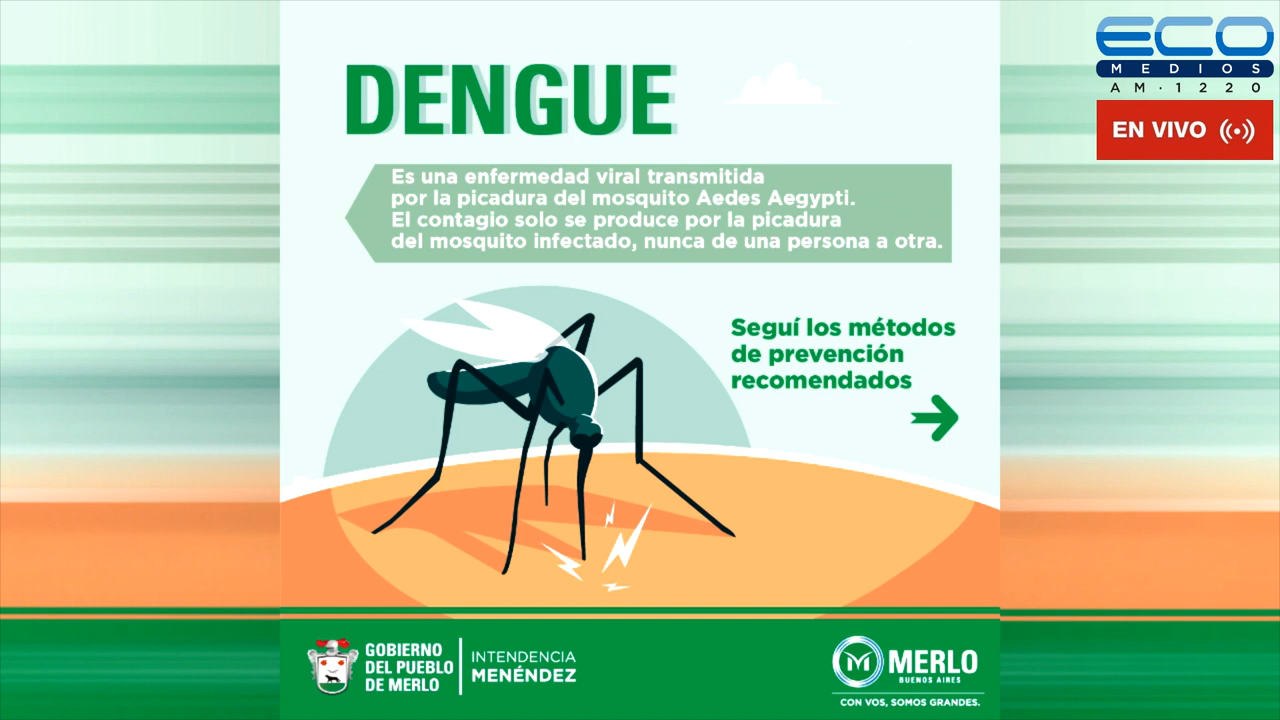 DENGUE
Es una enfermedad viral transmitida
por la picadura del mosquito Aedes Aegypti.
El contagio solo se produce por la picadura
del mosquito infectado, nunca de una persona a otra.
Seguí los métodos
de prevención
recomendados
ECO
MEDIOS
AM·1220
EN VIVO
GOBIERNO
DEL PUEBLO
DE MERLO
INTENDENCIA
MENÉNDEZ
M MERLO
BUENOS AIRES
CON VOS, SOMOS GRANDES.